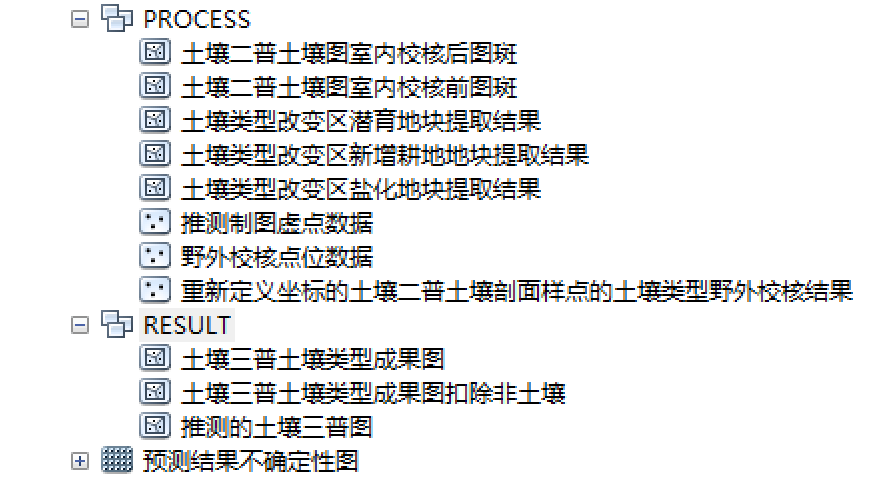 PROCESS
土壤二普土壤图室内校核后图斑
土壤二普土壤图室内校核前图斑
土壤类型改变区潜育地块提取结果
土壤类型改变区新增耕地地块提取结果
土壤类型改变区盐化地块提取结果
推测制图虚点数据
野外校核点位数据
重新定义坐标的土壤二普土壤剖面样点的土壤类型野外校核结果
RESULT
土壤三普土壤类型成果图
土壤三普土壤类型成果图扣除非土壤
推测的土壤三普图
预测结果不确定性图